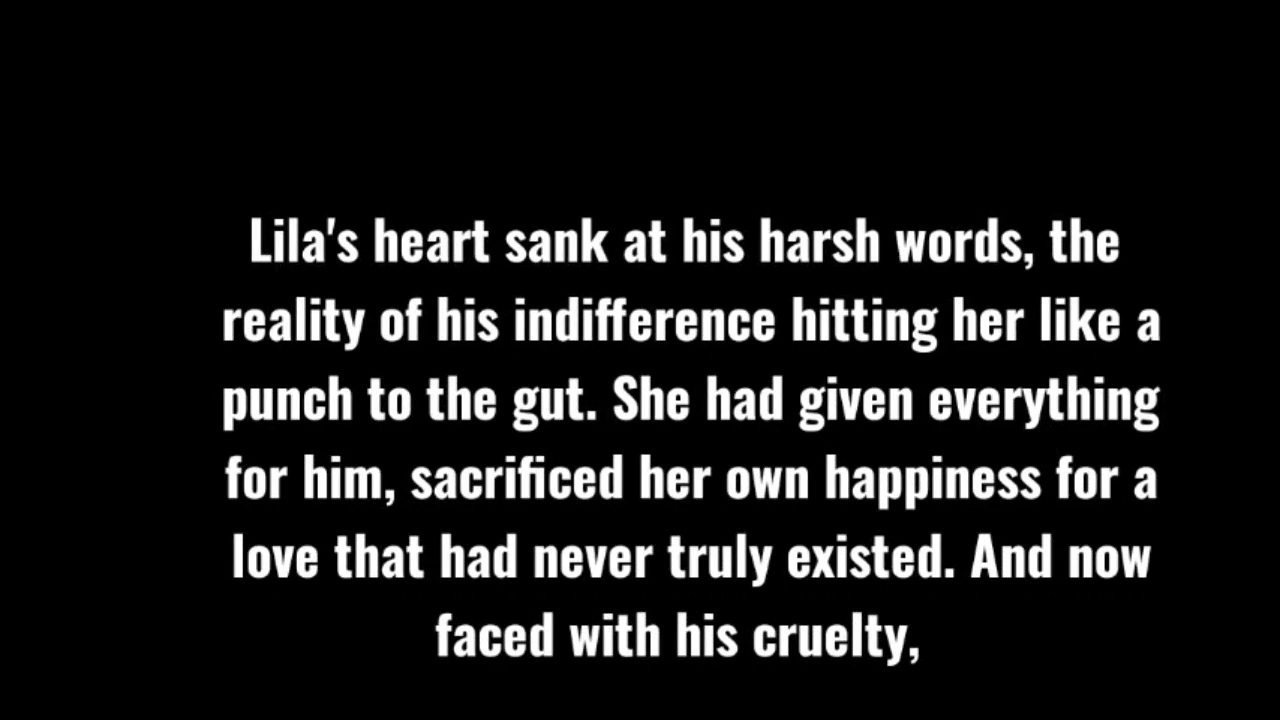 Lila's heart sank at his harsh words, the
reality of his indifference hitting her like a
punch to the gut. She had given everything
for him, sacrificed her own happiness for a
love that had never truly existed. And now
faced with his cruelty,